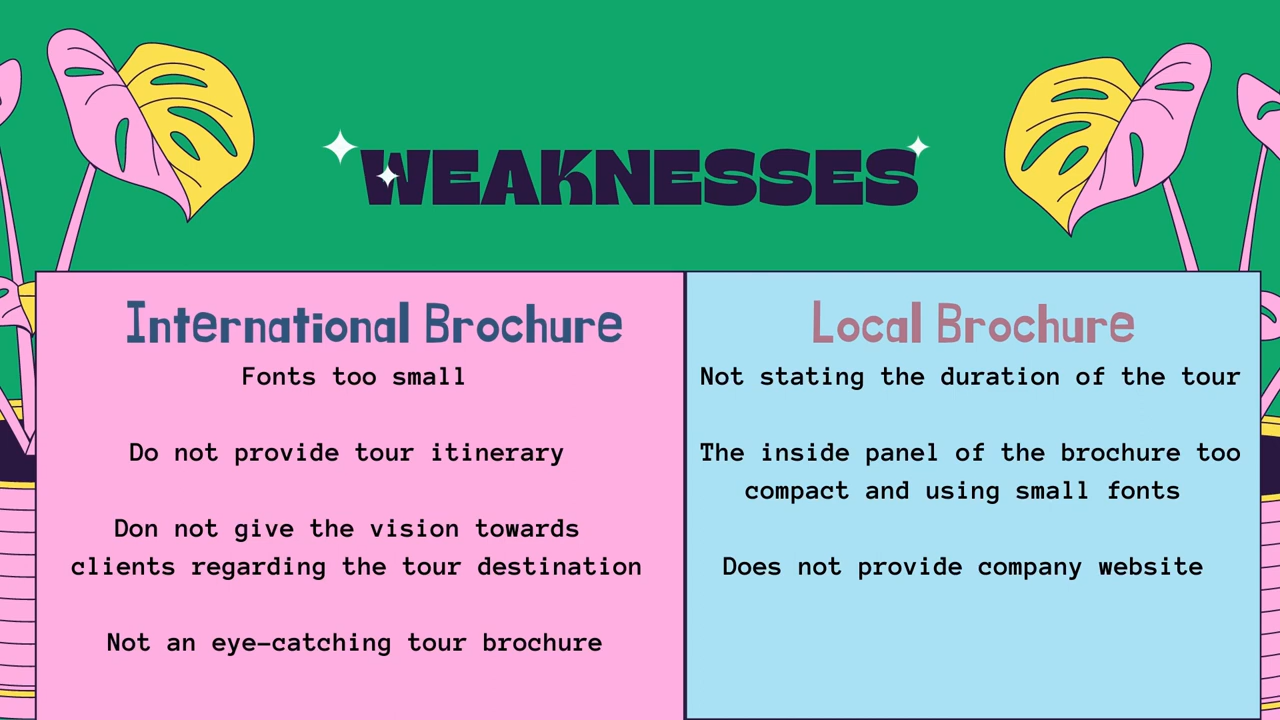 WEAKNESSES
International Brochure
Fonts too small
Do not provide tour itinerary
Don not give the vision towards
clients regarding the tour destination
Not an eye-catching tour brochure
Local Brochure
Not stating the duration of the tour
The inside panel of the brochure too
compact and using small fonts
Does not provide company website